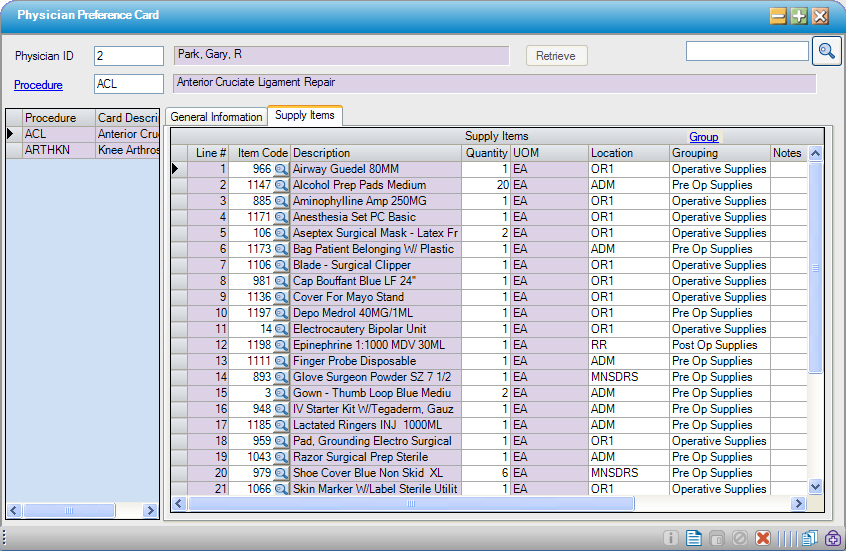 Physician Preference Card
Physician ID 2 Park, Gary, R Retrieve
Procedure ACL Anterior Cruciate Ligament Repair
Procedure Card Descri
ACL Anterior Cruc
ARTHKN Knee Arthros
General Information Supply Items
Supply Items Group
Line # Item Code Description Quantity UOM Location Grouping Notes
1 966 Airway Guedel 80MM 1 EA OR1 Operative Supplies
2 1147 Alcohol Prep Pads Medium 20 EA ADM Pre Op Supplies
3 885 Aminophylline Amp 250MG 1 EA OR1 Operative Supplies
4 1171 Anesthesia Set PC Basic 1 EA OR1 Operative Supplies
5 106 Aseptex Surgical Mask - Latex Fr 2 EA OR1 Operative Supplies
6 1173 Bag Patient Belonging W/ Plastic 1 EA ADM Pre Op Supplies
7 1106 Blade - Surgical Clipper 1 EA OR1 Operative Supplies
8 981 Cap Bouffant Blue LF 24" 1 EA OR1 Operative Supplies
9 1136 Cover For Mayo Stand 1 EA OR1 Operative Supplies
10 1197 Depo Medrol 40MG/1ML 1 EA OR1 Operative Supplies
11 14 Electrocautery Bipolar Unit 1 EA OR1 Operative Supplies
12 1198 Epinephrine 1:1000 MDV 30ML 1 EA RR Post Op Supplies
13 1111 Finger Probe Disposable 1 EA ADM Pre Op Supplies
14 893 Glove Surgeon Powder SZ 7 1/2 1 EA MNSDRS Pre Op Supplies
15 3 Gown - Thumb Loop Blue Mediu 2 EA ADM Pre Op Supplies
16 948 IV Starter Kit W/Tegaderm, Gauz 1 EA ADM Pre Op Supplies
17 1185 Lactated Ringers INJ 1000ML 1 EA ADM Pre Op Supplies
18 959 Pad, Grounding Electro Surgical 1 EA OR1 Operative Supplies
19 1043 Razor Surgical Prep Sterile 1 EA ADM Pre Op Supplies
20 979 Shoe Cover Blue Non Skid XL 6 EA MNSDRS Pre Op Supplies
21 1066 Skin Marker W/Label Sterile Utilit 1 EA OR1 Operative Supplies